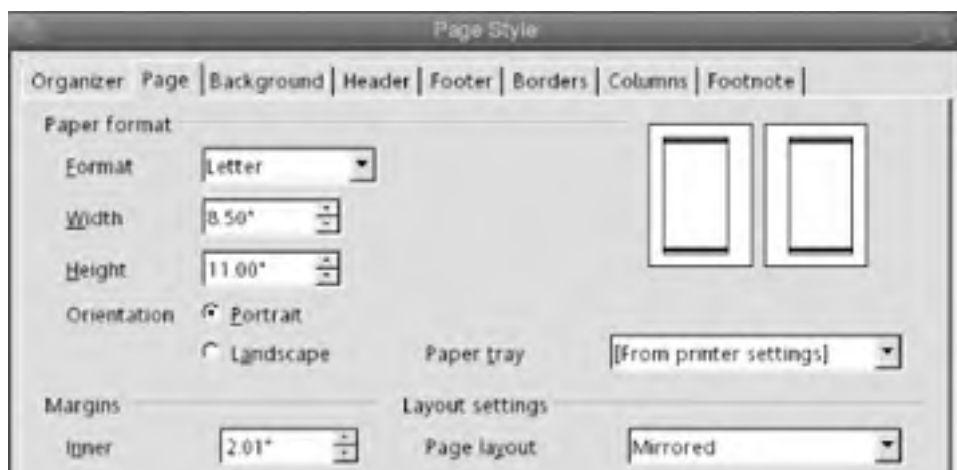 Page Style
Organizer Page Background Header Footer Borders Columns Footnote
Paper format
Format Letter
Width 8.50"
Height 11.00"
Orientation Portrait
Landscape Paper tray [From printer settings]
Margins Layout settings
Inner 2.01" Page layout Mirrored